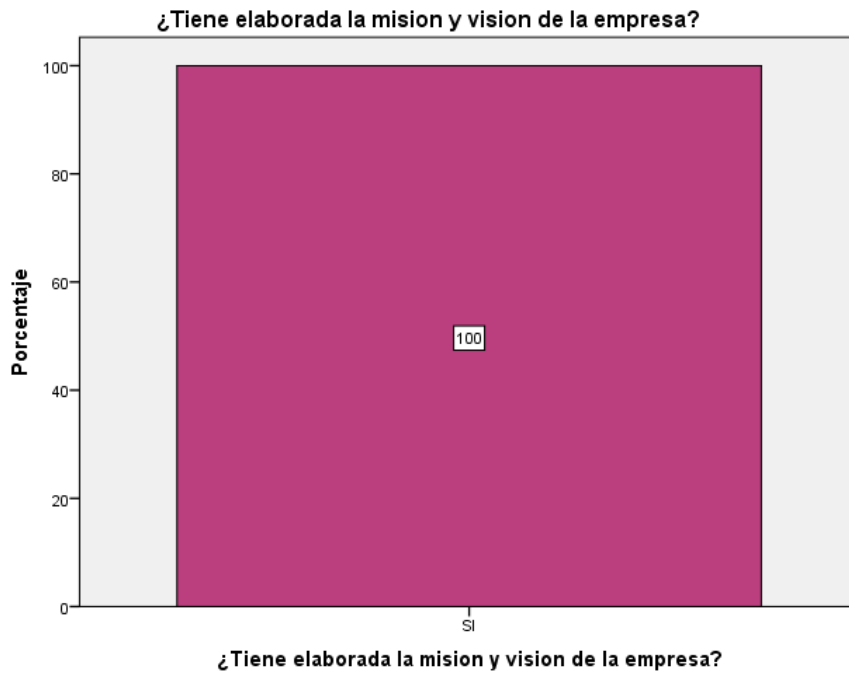 ¿Tiene elaborada la mision y vision de la empresa?
Porcentaje
100
80
60
40
20
0
100
SI
¿Tiene elaborada la mision y vision de la empresa?